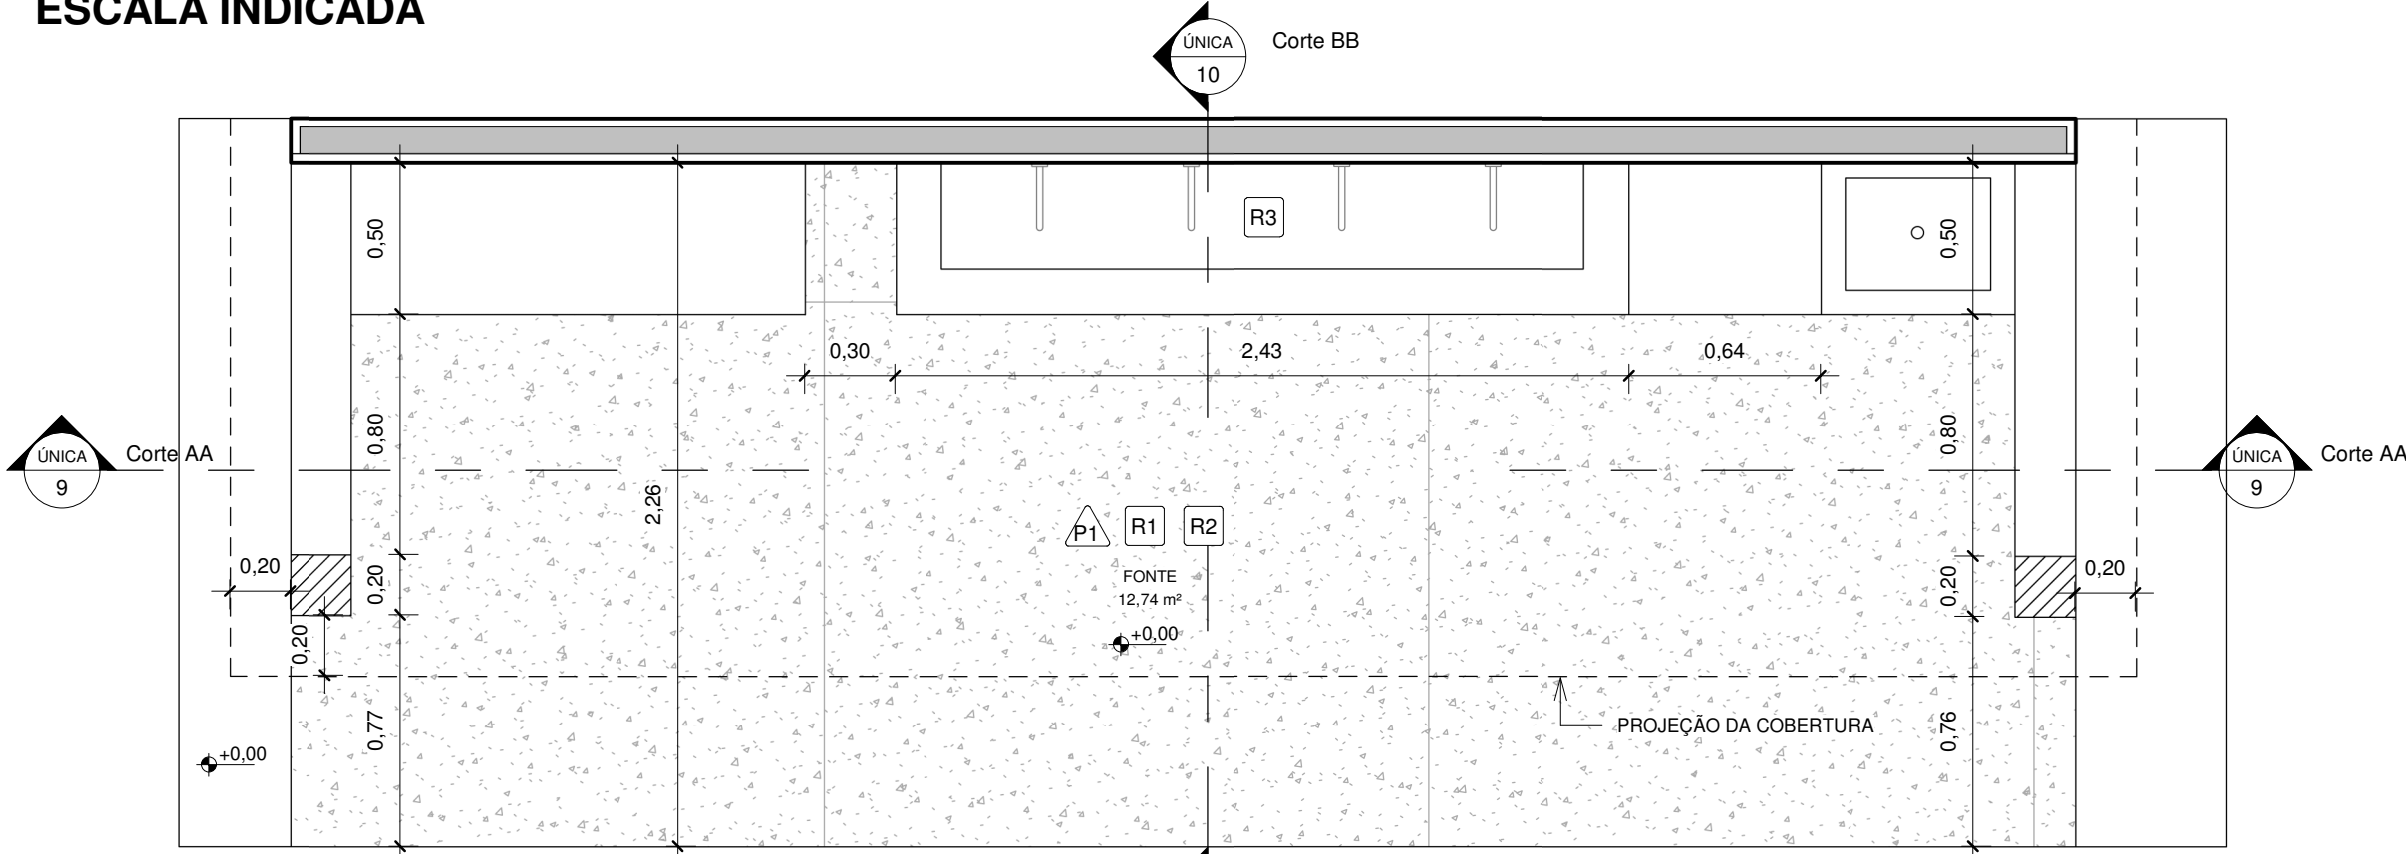 ESCALA INDICADA
ÚNICA
10
Corte BB
R3
0,50
0,50
0,30
2,43
0,64
0,80
0,80
ÚNICA
9
Corte AA
ÚNICA
9
Corte AA
2,26
P1
R1
R2
FONTE
12,74 m²
+0,00
0,20
0,20
0,20
0,20
0,20
0,77
0,76
PROJEÇÃO DA COBERTURA
+0,00